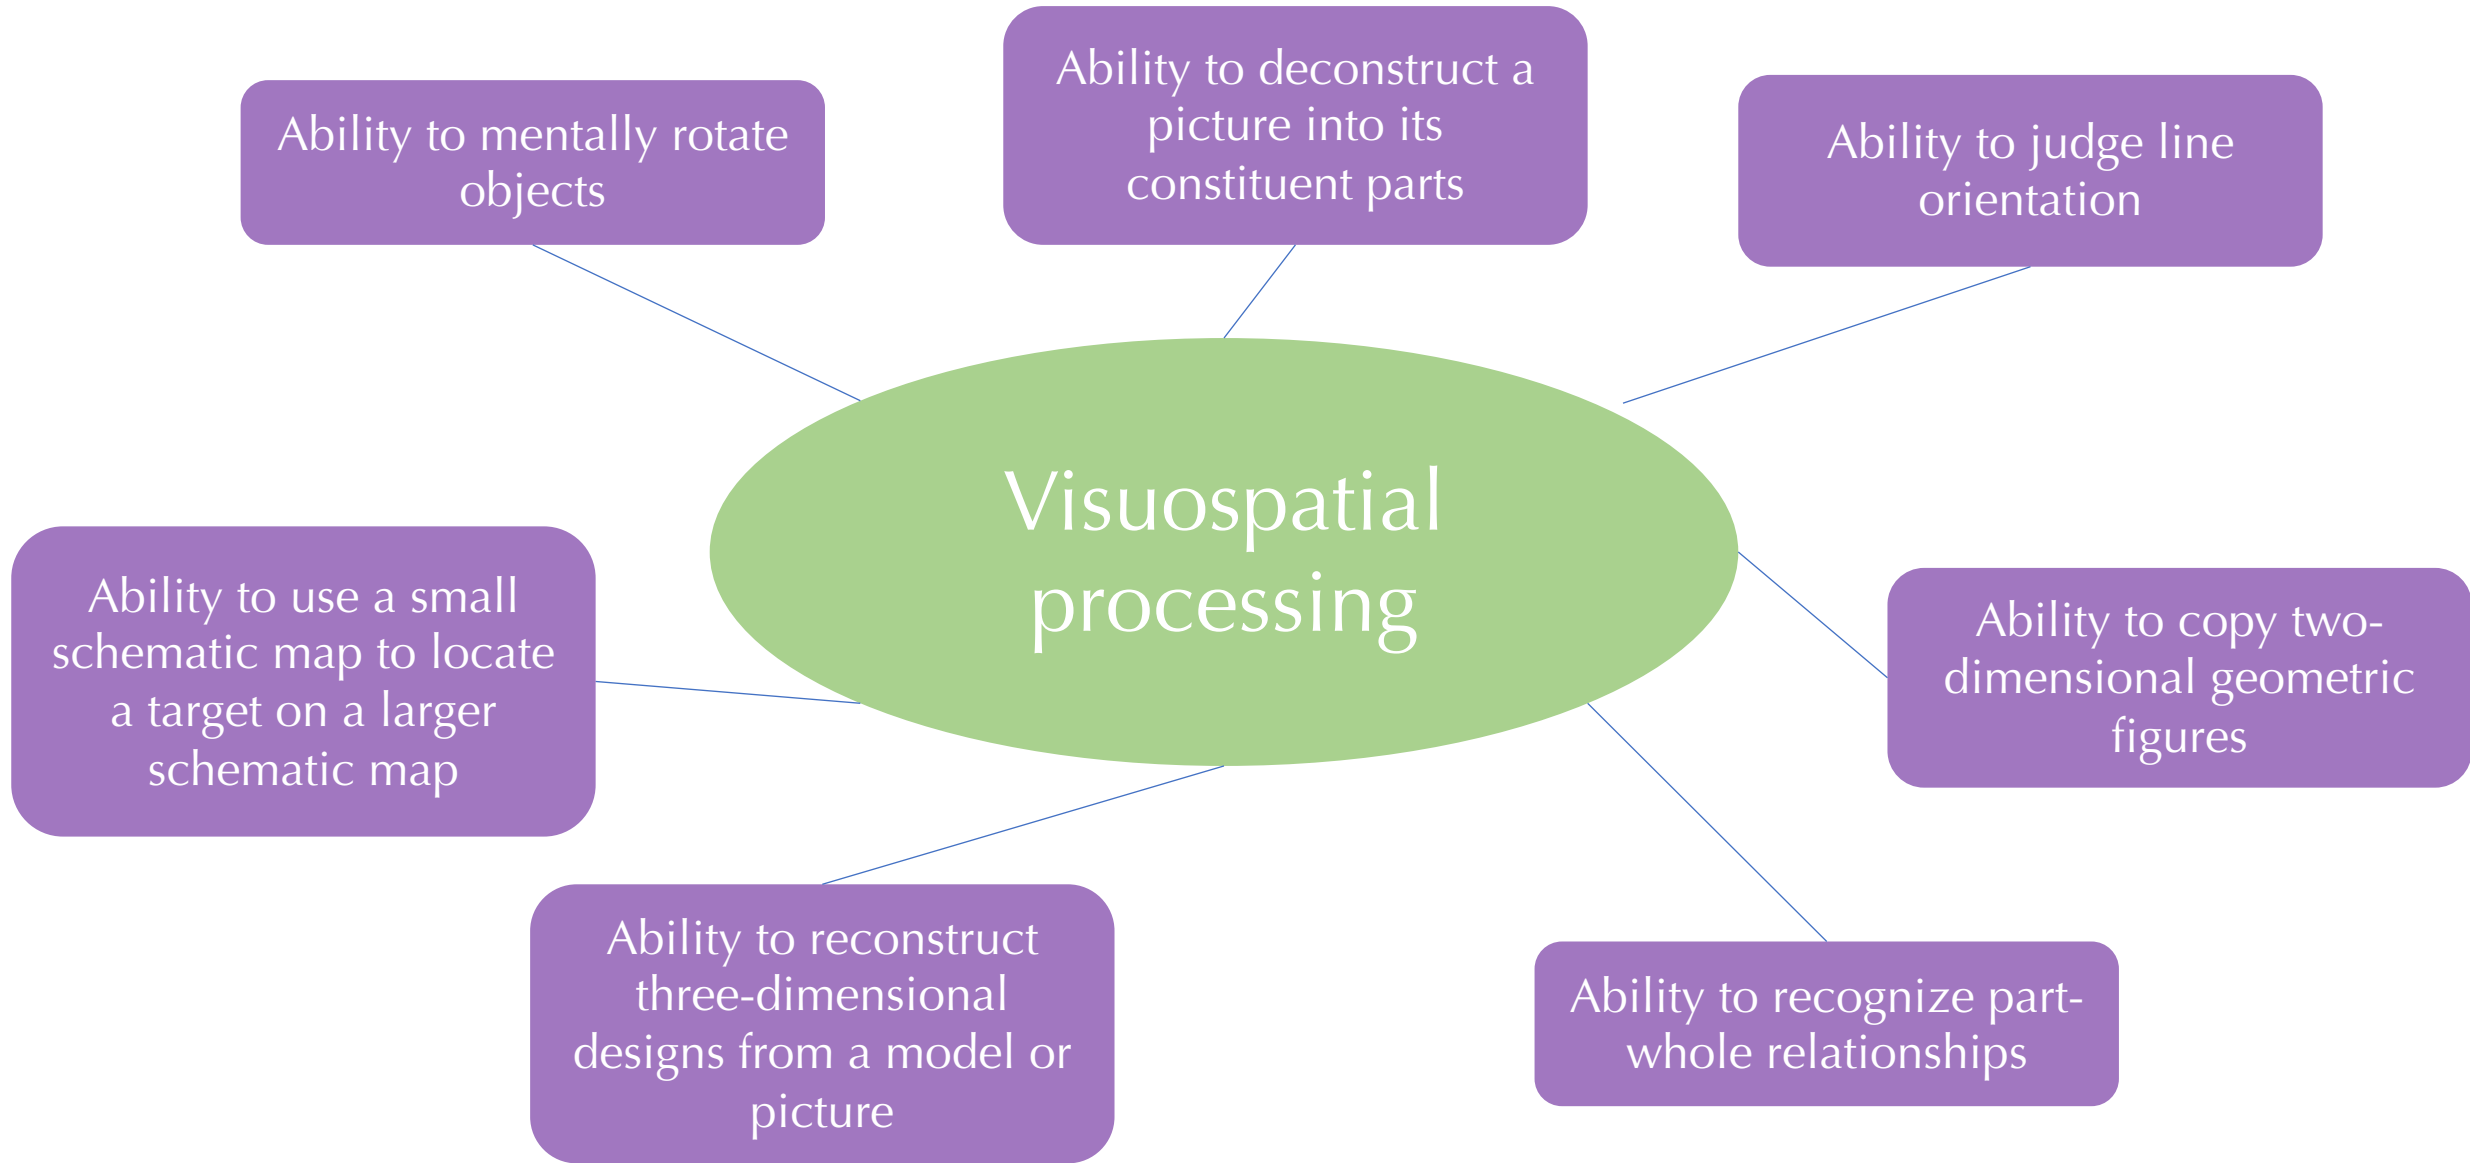 Ability to mentally rotate
objects
Ability to deconstruct a
picture into its
constituent parts
Ability to judge line
orientation
Visuospatial
processing
Ability to use a small
schematic map to locate
a target on a larger
schematic map
Ability to copy two-
dimensional geometric
figures
Ability to reconstruct
three-dimensional
designs from a model or
picture
Ability to recognize part-
whole relationships